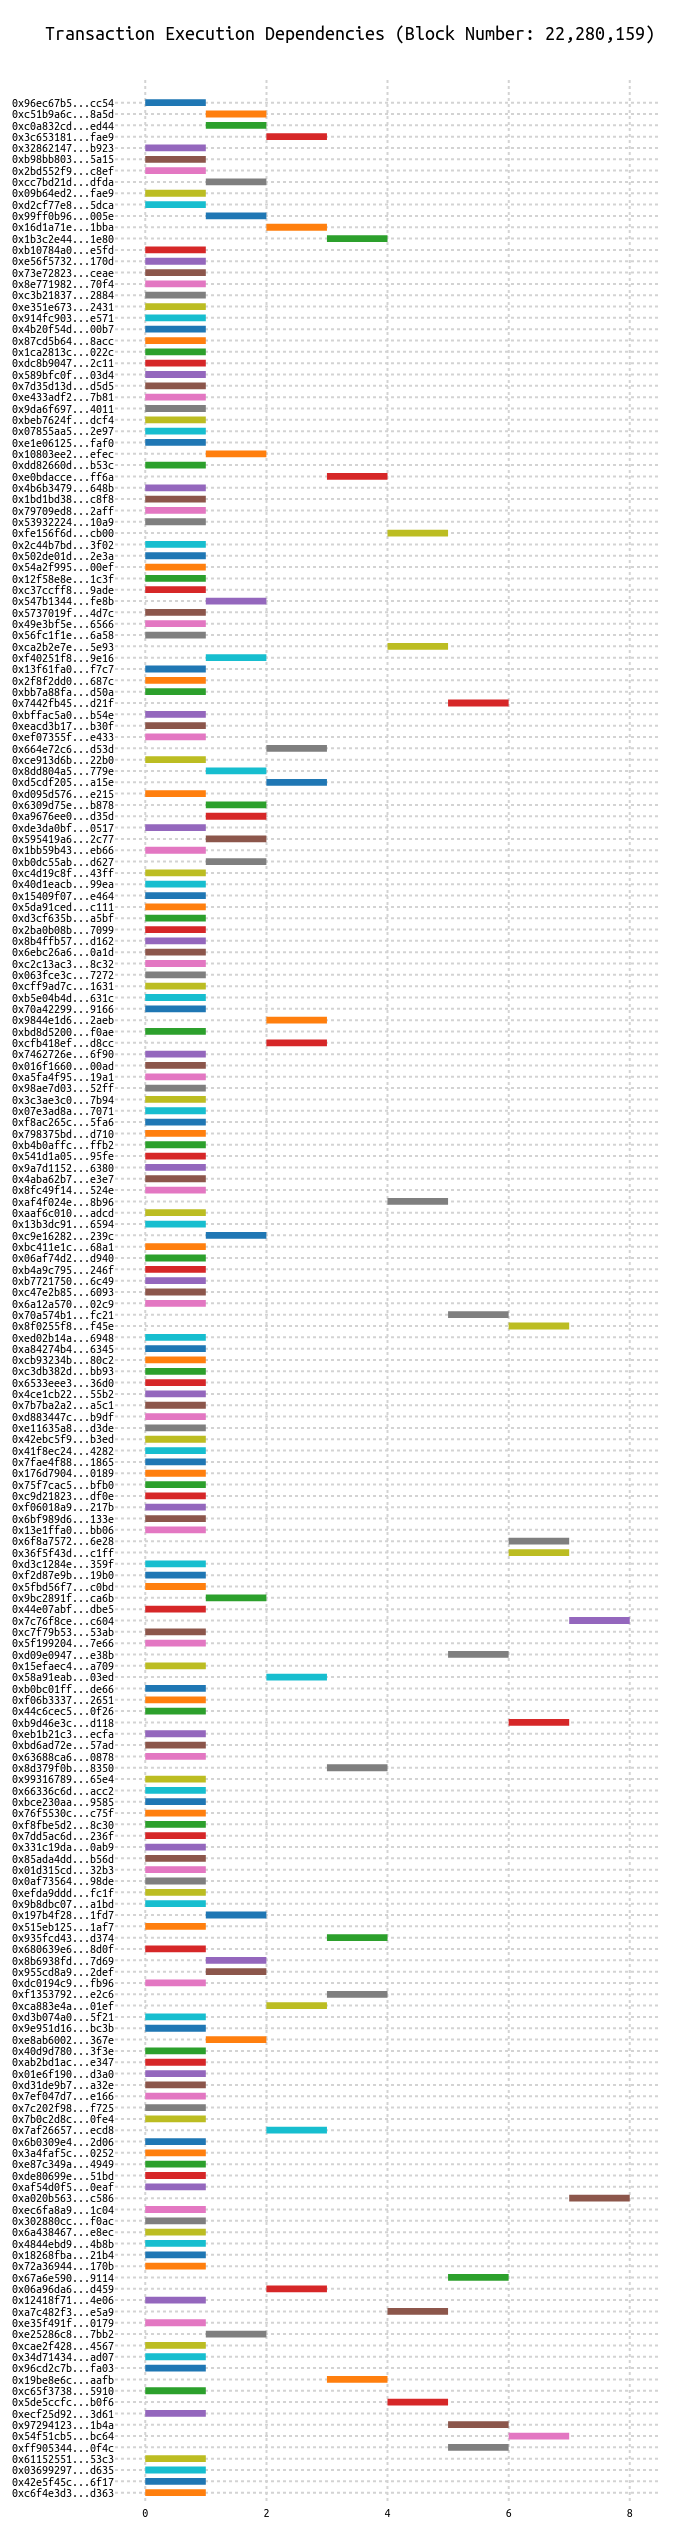 Transaction Execution Dependencies (Block Number: 22,280,159)
0x96ec67b5...cc54
0xc51b9a6c...8a5d
0xc0a832cd...ed44
0x3c653181...fae9
0x32862147...b923
0xb98bb803...5a15
0x2bd552f9...c8ef
0xcc7bd21d...dfda
0x09b64ed2...fae9
0xd2cf77e8...5dca
0x99ff0b96...005e
0x16d1a71e...1bba
0x1b3c2e44...1e80
0xb10784a0...e5fd
0xe56f5732...170d
0x73e72823...ceae
0x8e771982...70f4
0xc3b21837...2884
0xe351e673...2431
0x914fc903...e571
0x4b20f54d...00b7
0x87cd5b64...8acc
0x1ca2813c...022c
0xdc8b9047...2c11
0x589bfc0f...03d4
0x7d35d13d...d5d5
0xe433adf2...7b81
0x9da6f697...4011
0xbeb7624f...dcf4
0x07855aa5...2e97
0xe1e06125...faf0
0x10803ee2...efec
0xdd82660d...b53c
0xe0bdacce...ff6a
0x4b6b3479...648b
0x1bd1bd38...c8f8
0x79709ed8...2aff
0x53932224...10a9
0xfe156f6d...cb00
0x2c44b7bd...3f02
0x502de01d...2e3a
0x54a2f995...00ef
0x12f58e8e...1c3f
0xc37ccff8...9ade
0x547b1344...fe8b
0x5737019f...4d7c
0x49e3bf5e...6566
0x56fc1f1e...6a58
0xca2b2e7e...5e93
0xf40251f8...9e16
0x13f61fa0...f7c7
0x2f8f2dd0...687c
0xbb7a88fa...d50a
0x7442fb45...d21f
0xbffac5a0...b54e
0xeacd3b17...b30f
0xef07355f...e433
0x664e72c6...d53d
0xce913d6b...22b0
0x8dd804a5...779e
0xd5cdf205...a15e
0xd095d576...e215
0x6309d75e...b878
0xa9676ee0...d35d
0xde3da0bf...0517
0x595419a6...2c77
0x1bb59b43...eb66
0xb0dc55ab...d627
0xc4d19c8f...43ff
0x40d1eacb...99ea
0x15409f07...e464
0x5da91ced...c111
0xd3cf635b...a5bf
0x2ba0b08b...7099
0x8b4ffb57...d162
0x6ebc26a6...0a1d
0xc2c13ac3...8c32
0x063fce3c...7272
0xcff9ad7c...1631
0xb5e04b4d...631c
0x70a42299...9166
0x9844e1d6...2aeb
0xbd8d5200...f0ae
0xcfb418ef...d8cc
0x7462726e...6f90
0x016f1660...00ad
0xa5fa4f95...19a1
0x98ae7d03...52ff
0x3c3ae3c0...7b94
0x07e3ad8a...7071
0xf8ac265c...5fa6
0x798375bd...d710
0xb4b0affc...ffb2
0x541d1a05...95fe
0x9a7d1152...6380
0x4aba62b7...e3e7
0x8fc49f14...524e
0xaf4f024e...8b96
0xaaf6c010...adcd
0x13b3dc91...6594
0xc9e16282...239c
0xbc411e1c...68a1
0x06af74d2...d940
0xb4a9c795...246f
0xb7721750...6c49
0xc47e2b85...6093
0x6a12a570...02c9
0x70a574b1...fc21
0x8f0255f8...f45e
0xed02b14a...6948
0xa84274b4...6345
0xcb93234b...80c2
0xc3db382d...bb93
0x6533eee3...36d0
0x4ce1cb22...55b2
0x7b7ba2a2...a5c1
0xd883447c...b9df
0xe11635a8...d3de
0x42ebc5f9...b3ed
0x41f8ec24...4282
0x7fae4f88...1865
0x176d7904...0189
0x75f7cac5...bfb0
0xc9d21823...df0e
0xf06018a9...217b
0x6bf989d6...133e
0x13e1ffa0...bb06
0x6f8a7572...6e28
0x36f5f43d...c1ff
0xd3c1284e...359f
0xf2d87e9b...19b0
0x5fbd56f7...c0bd
0x9bc2891f...ca6b
0x44e07abf...dbe5
0x7c76f8ce...c604
0xc7f79b53...53ab
0x5f199204...7e66
0xd09e0947...e38b
0x15efaec4...a709
0x58a91eab...03ed
0xb0bc01ff...de66
0xf06b3337...2651
0x44c6cec5...0f26
0xb9d46e3c...d118
0xeb1b21c3...ecfa
0xbd6ad72e...57ad
0x63688ca6...0878
0x8d379f0b...8350
0x99316789...65e4
0x66336c6d...acc2
0xbce230aa...9585
0x76f5530c...c75f
0xf8fbe5d2...8c30
0x7dd5ac6d...236f
0x331c19da...0ab9
0x85ada4dd...b56d
0x01d315cd...32b3
0x0af73564...98de
0xefda9ddd...fc1f
0x9b8dbc07...a1bd
0x197b4f28...1fd7
0x515eb125...1af7
0x935fcd43...d374
0x680639e6...8d0f
0x8b6938fd...7d69
0x955cd8a9...2def
0xdc0194c9...fb96
0xf1353792...e2c6
0xca883e4a...01ef
0xd3b074a0...5f21
0x9e951d16...bc3b
0xe8ab6002...367e
0x40d9d780...3f3e
0xab2bd1ac...e347
0x01e6f190...d3a0
0xd31de9b7...a32e
0x7ef047d7...e166
0x7c202f98...f725
0x7b0c2d8c...0fe4
0x7af26657...ecd8
0x6b0309e4...2d06
0x3a4faf5c...0252
0xe87c349a...4949
0xde80699e...51bd
0xaf54d0f5...0eaf
0xa020b563...c586
0xec6fa8a9...1c04
0x302880cc...f0ac
0x6a438467...e8ec
0x4844ebd9...4b8b
0x18268fba...21b4
0x72a36944...170b
0x67a6e590...9114
0x06a96da6...d459
0x12418f71...4e06
0xa7c482f3...e5a9
0xe35f491f...0179
0xe25286c8...7bb2
0xcae2f428...4567
0x34d71434...ad07
0x96cd2c7b...fa03
0x19be8e6c...aafb
0xc65f3738...5910
0x5de5ccfc...b0f6
0xecf25d92...3d61
0x97294123...1b4a
0x54f51cb5...bc64
0xff905344...0f4c
0x61152551...53c3
0x03699297...d635
0x42e5f45c...6f17
0xc6f4e3d3...d363
0 2 4 6 8